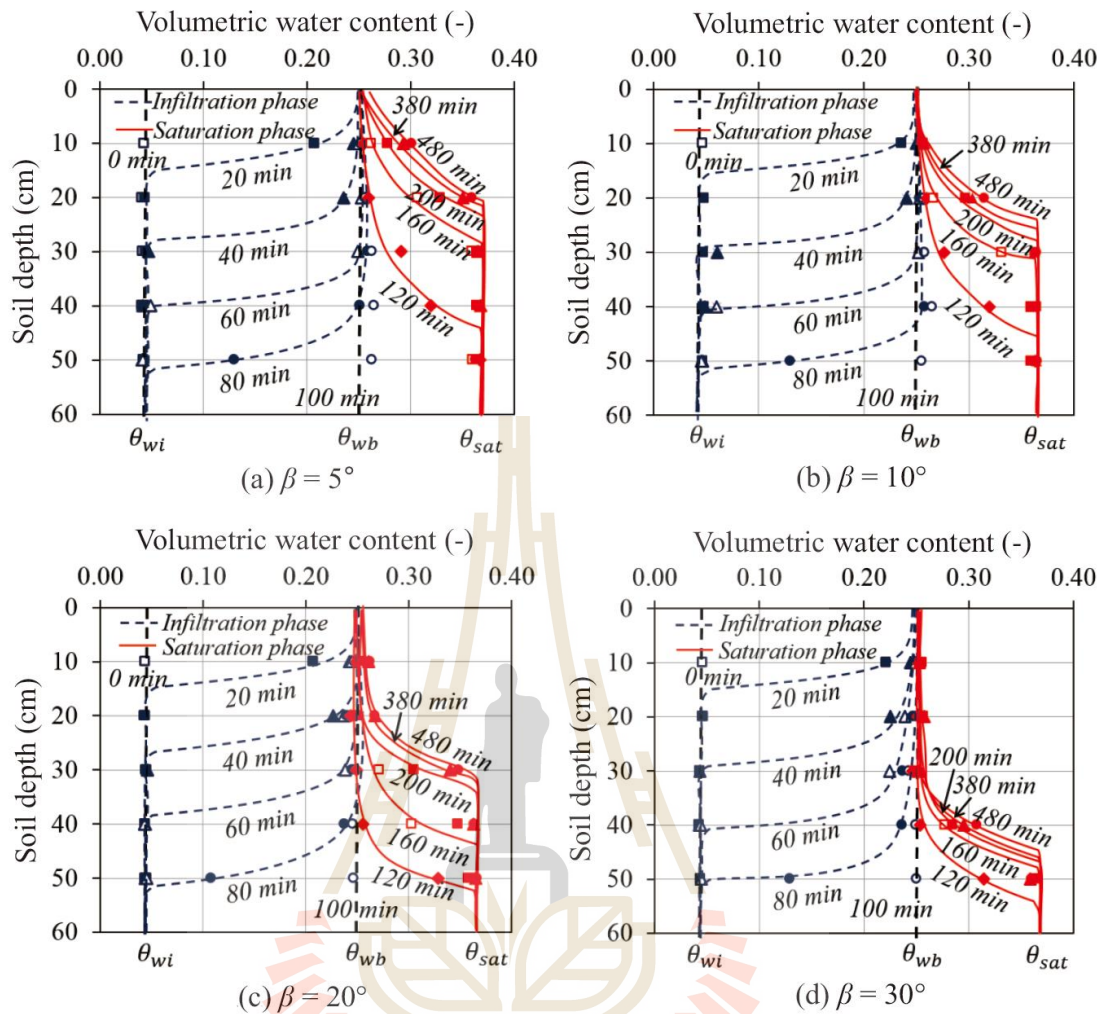 Volumetric water content (-)
0.00 0.10 0.20 0.30 0.40
Soil depth (cm)
0
10
20
30
40
50
60
Infiltration phase
Saturation phase
0 min
20 min
40 min
60 min
80 min
100 min
380 min
480 min
200 min
160 min
120 min
θwi θwb θsat
(a) β = 5°
Volumetric water content (-)
0.00 0.10 0.20 0.30 0.40
Soil depth (cm)
0
10
20
30
40
50
60
Infiltration phase
Saturation phase
0 min
20 min
40 min
60 min
80 min
100 min
380 min
480 min
200 min
160 min
120 min
θwi θwb θsat
(b) β = 10°
Volumetric water content (-)
0.00 0.10 0.20 0.30 0.40
Soil depth (cm)
0
10
20
30
40
50
60
Infiltration phase
Saturation phase
0 min
20 min
40 min
60 min
80 min
100 min
380 min
480 min
200 min
160 min
120 min
θwi θwb θsat
(c) β = 20°
Volumetric water content (-)
0.00 0.10 0.20 0.30 0.40
Soil depth (cm)
0
10
20
30
40
50
60
Infiltration phase
Saturation phase
0 min
20 min
40 min
60 min
80 min
100 min
200 min
380 min
480 min
160 min
120 min
θwi θwb θsat
(d) β = 30°